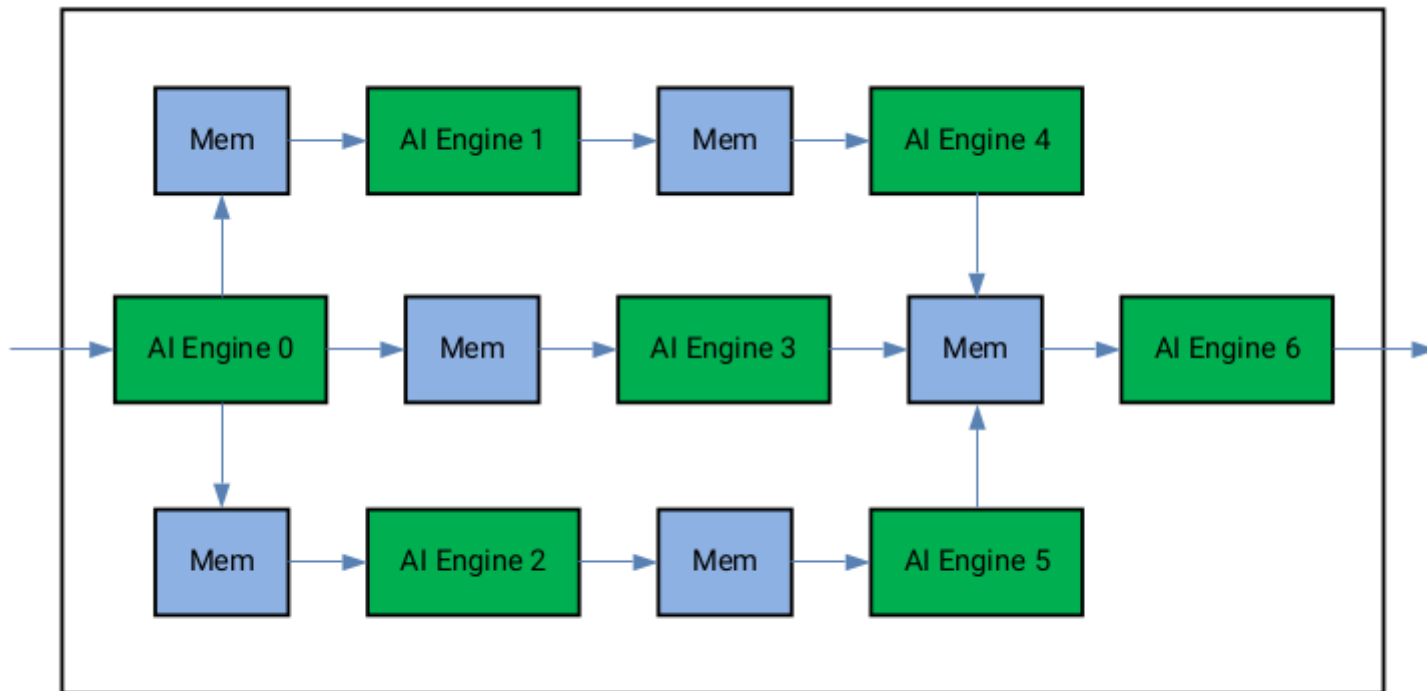 Mem
AI Engine 1
Mem
AI Engine 4
AI Engine 0
Mem
AI Engine 3
Mem
AI Engine 6
Mem
AI Engine 2
Mem
AI Engine 5